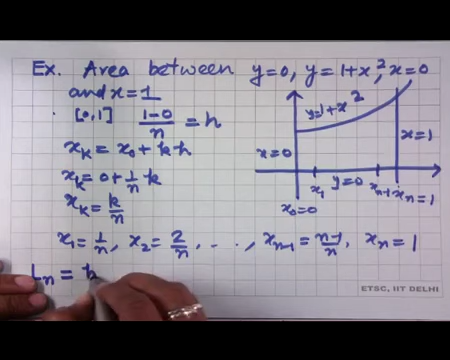 Ex. Area between y=0, y=1+x², x=0
and x=1
[0,1] (1-0)/n = h
x_k = x_0 + k·h
x_k = 0 + 1/n k
x_k = k/n
y=1+x²
x=1
x=0
y=0
x_1 x_{n-1} x_n=1
x_0=0
x_1 = 1/n, x_2 = 2/n, ...., x_{n-1} = (n-1)/n, x_n = 1
L_n = h
ETSC, IIT DELHI